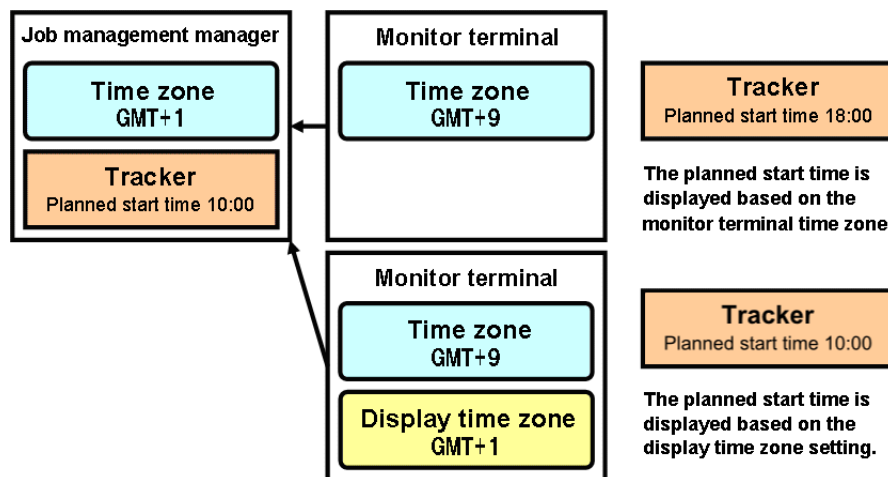 Job management manager
Time zone
GMT+1
Tracker
Planned start time 10:00
Monitor terminal
Time zone
GMT+9
Tracker
Planned start time 18:00
The planned start time is
displayed based on the
monitor terminal time zone
Monitor terminal
Time zone
GMT+9
Display time zone
GMT+1
Tracker
Planned start time 10:00
The planned start time is
displayed based on the
display time zone setting.